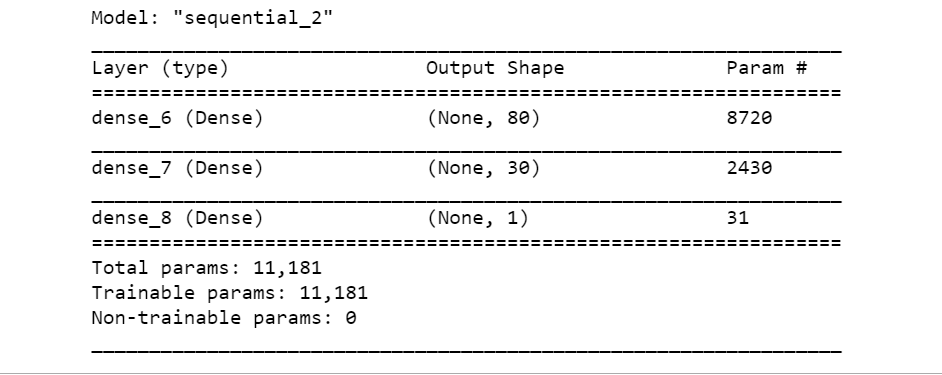 Model: "sequential_2"
Layer (type) Output Shape Param #
dense_6 (Dense) (None, 80) 8720
dense_7 (Dense) (None, 30) 2430
dense_8 (Dense) (None, 1) 31
Total params: 11,181
Trainable params: 11,181
Non-trainable params: 0